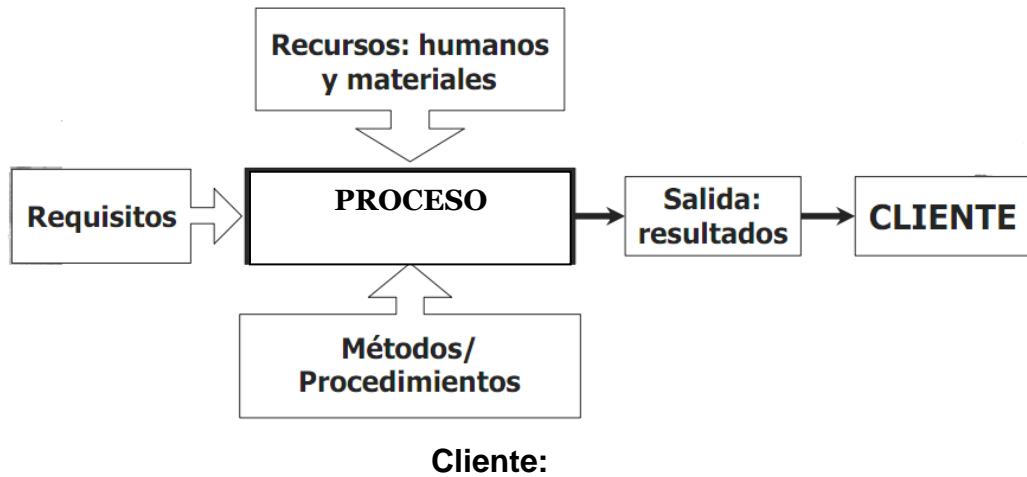 Recursos: humanos
y materiales
Requisitos
PROCESO
Salida:
resultados
CLIENTE
Métodos/
Procedimientos
Cliente: